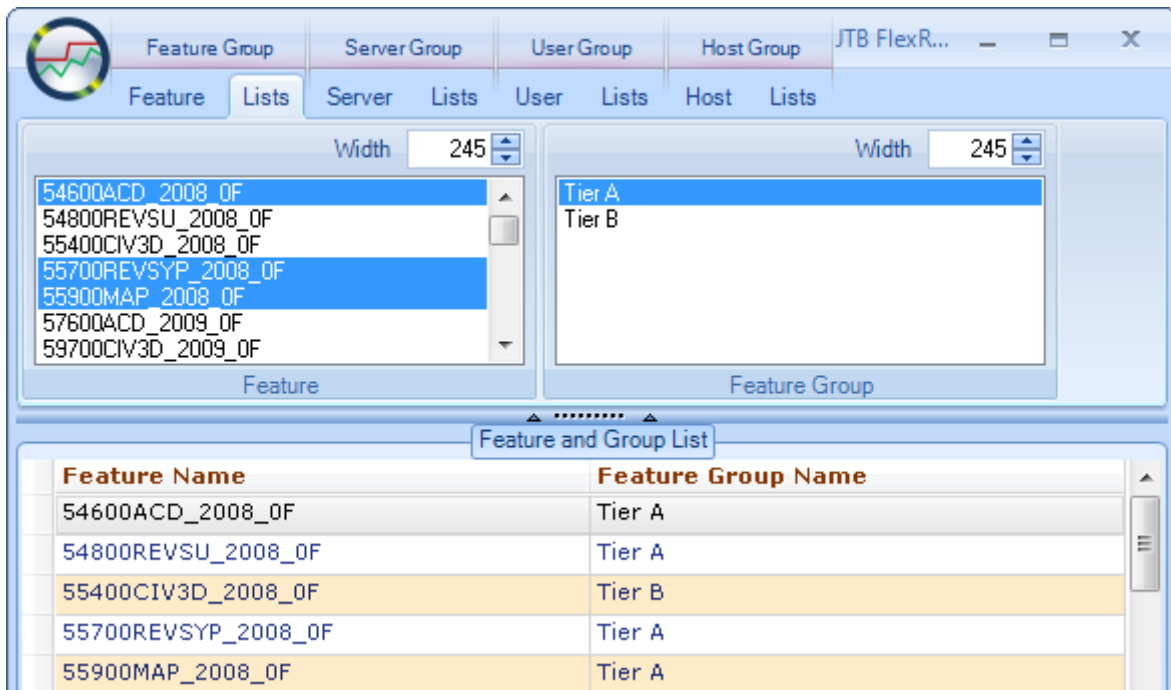 Feature Group Server Group User Group Host Group JTB FlexR...
Feature Lists Server Lists User Lists Host Lists
Width 245 Width 245
54600ACD_2008_0F
54800REVSU_2008_0F
55400CIV3D_2008_0F
55700REVSYP_2008_0F
55900MAP_2008_0F
57600ACD_2009_0F
59700CIV3D_2009_0F
Feature
Tier A
Tier B
Feature Group
Feature and Group List
Feature Name Feature Group Name
54600ACD_2008_0F Tier A
54800REVSU_2008_0F Tier A
55400CIV3D_2008_0F Tier B
55700REVSYP_2008_0F Tier A
55900MAP_2008_0F Tier A